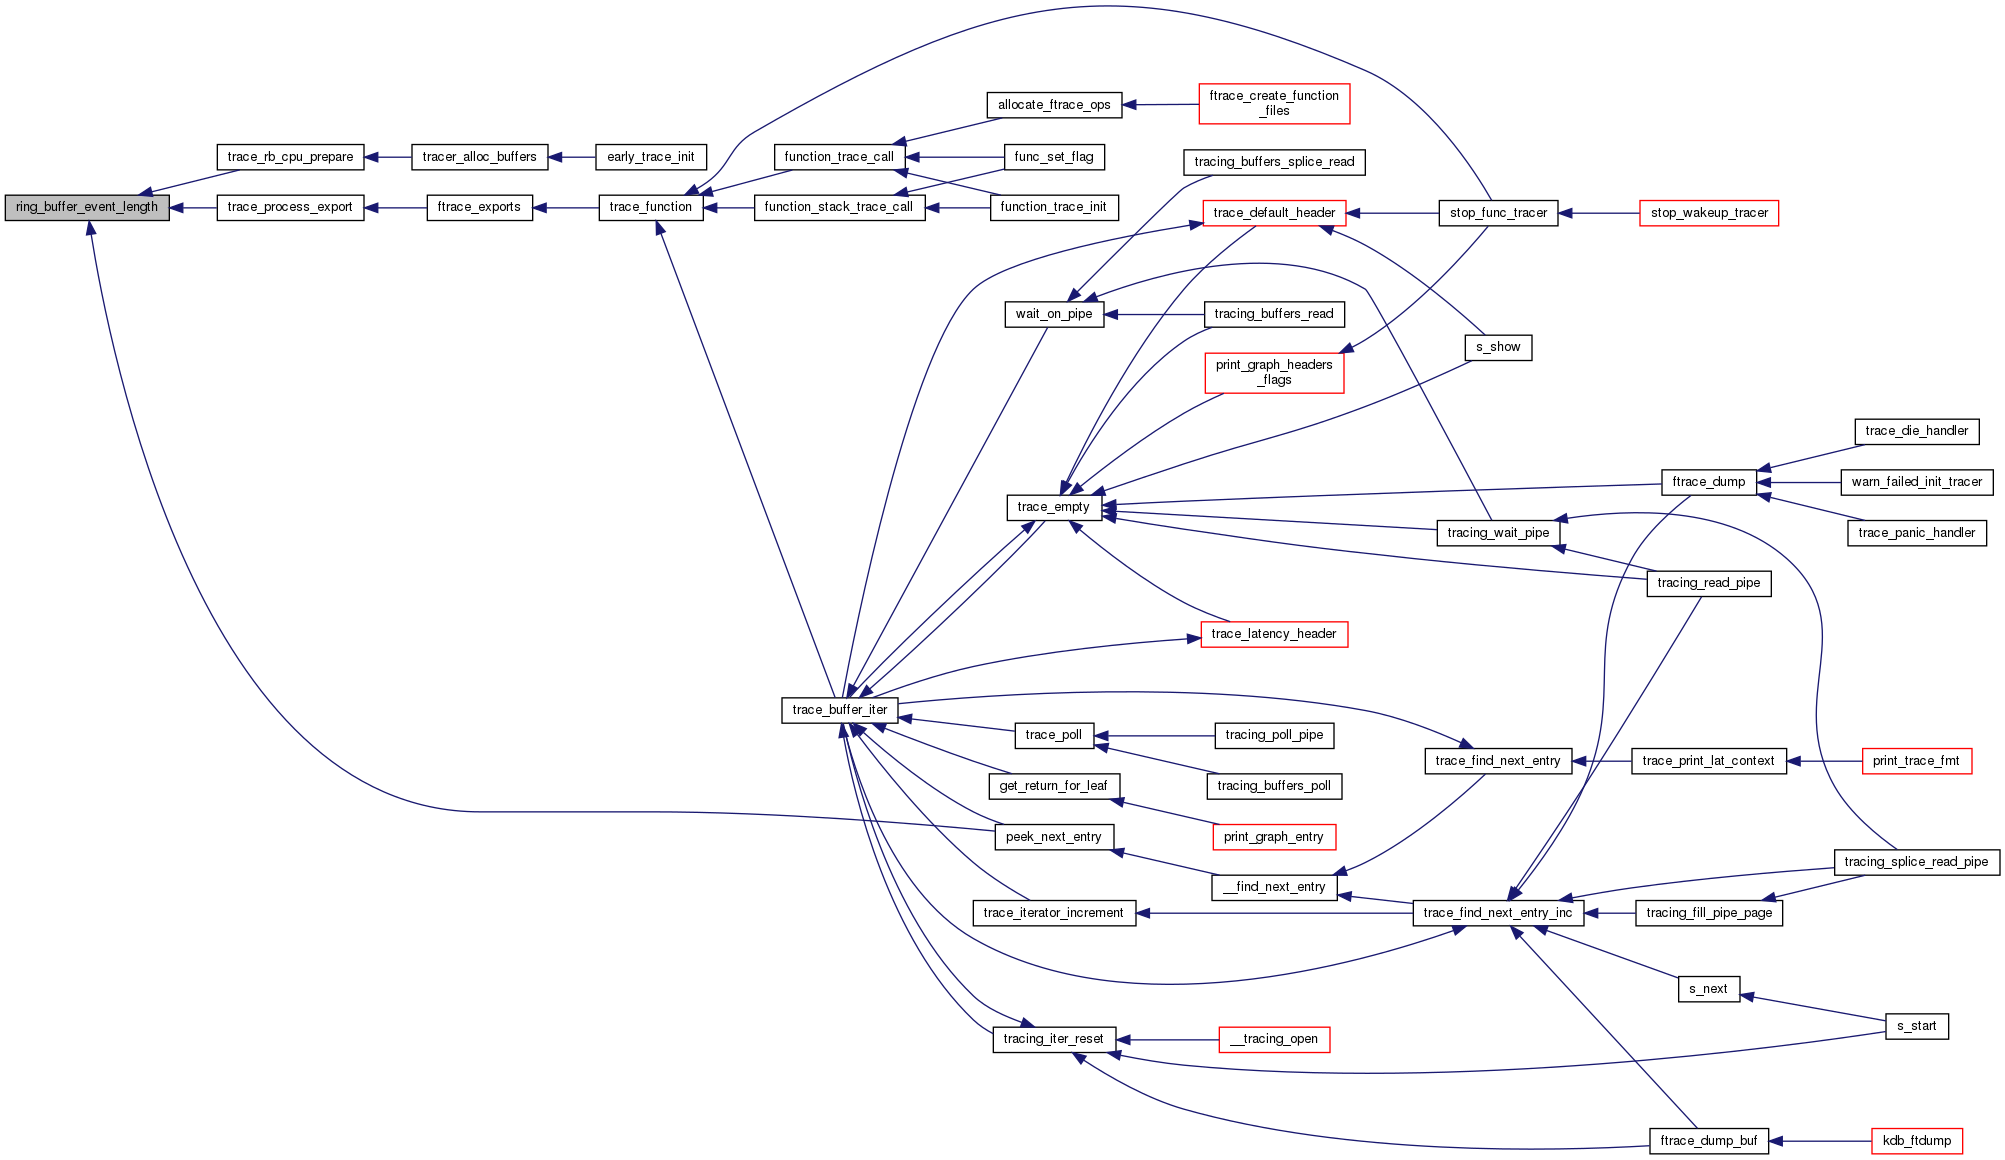 allocate_ftrace_ops
ftrace_create_function
_files
trace_rb_cpu_prepare
tracer_alloc_buffers
early_trace_init
function_trace_call
func_set_flag
tracing_buffers_splice_read
ring_buffer_event_length
trace_process_export
ftrace_exports
trace_function
function_stack_trace_call
function_trace_init
trace_default_header
stop_func_tracer
stop_wakeup_tracer
wait_on_pipe
tracing_buffers_read
s_show
print_graph_headers
_flags
trace_die_handler
ftrace_dump
warn_failed_init_tracer
trace_empty
tracing_wait_pipe
trace_panic_handler
tracing_read_pipe
trace_latency_header
trace_buffer_iter
trace_poll
tracing_poll_pipe
trace_find_next_entry
trace_print_lat_context
print_trace_fmt
get_return_for_leaf
tracing_buffers_poll
peek_next_entry
print_graph_entry
tracing_splice_read_pipe
__find_next_entry
trace_iterator_increment
trace_find_next_entry_inc
tracing_fill_pipe_page
s_next
s_start
tracing_iter_reset
__tracing_open
ftrace_dump_buf
kdb_ftdump